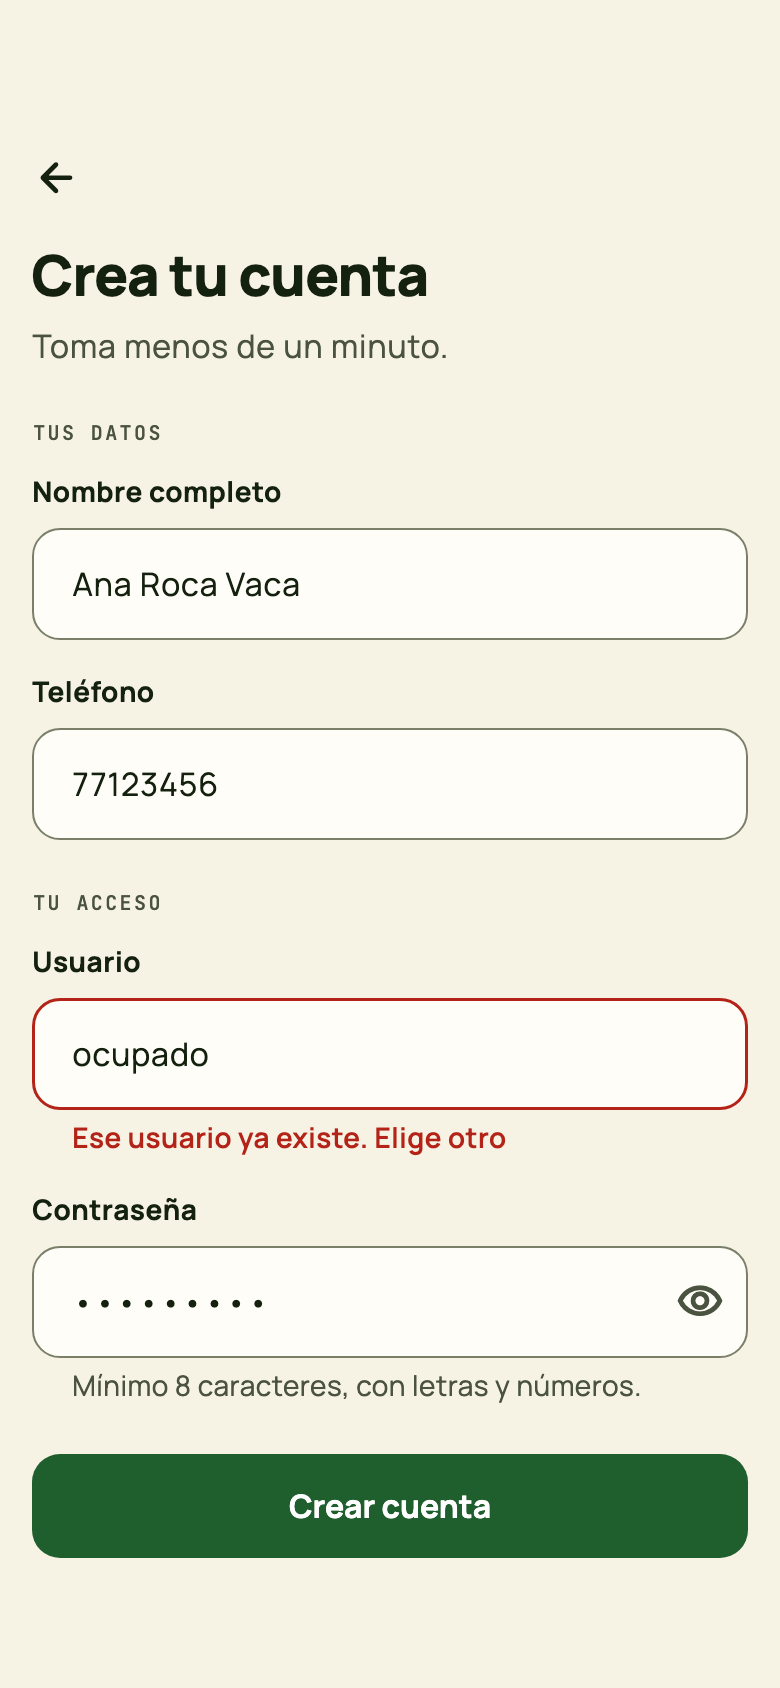 Crea tu cuenta
Toma menos de un minuto.
TUS DATOS
Nombre completo
Ana Roca Vaca
Teléfono
77123456
TU ACCESO
Usuario
ocupado
Ese usuario ya existe. Elige otro
Contraseña
•••••••••
Mínimo 8 caracteres, con letras y números.
Crear cuenta